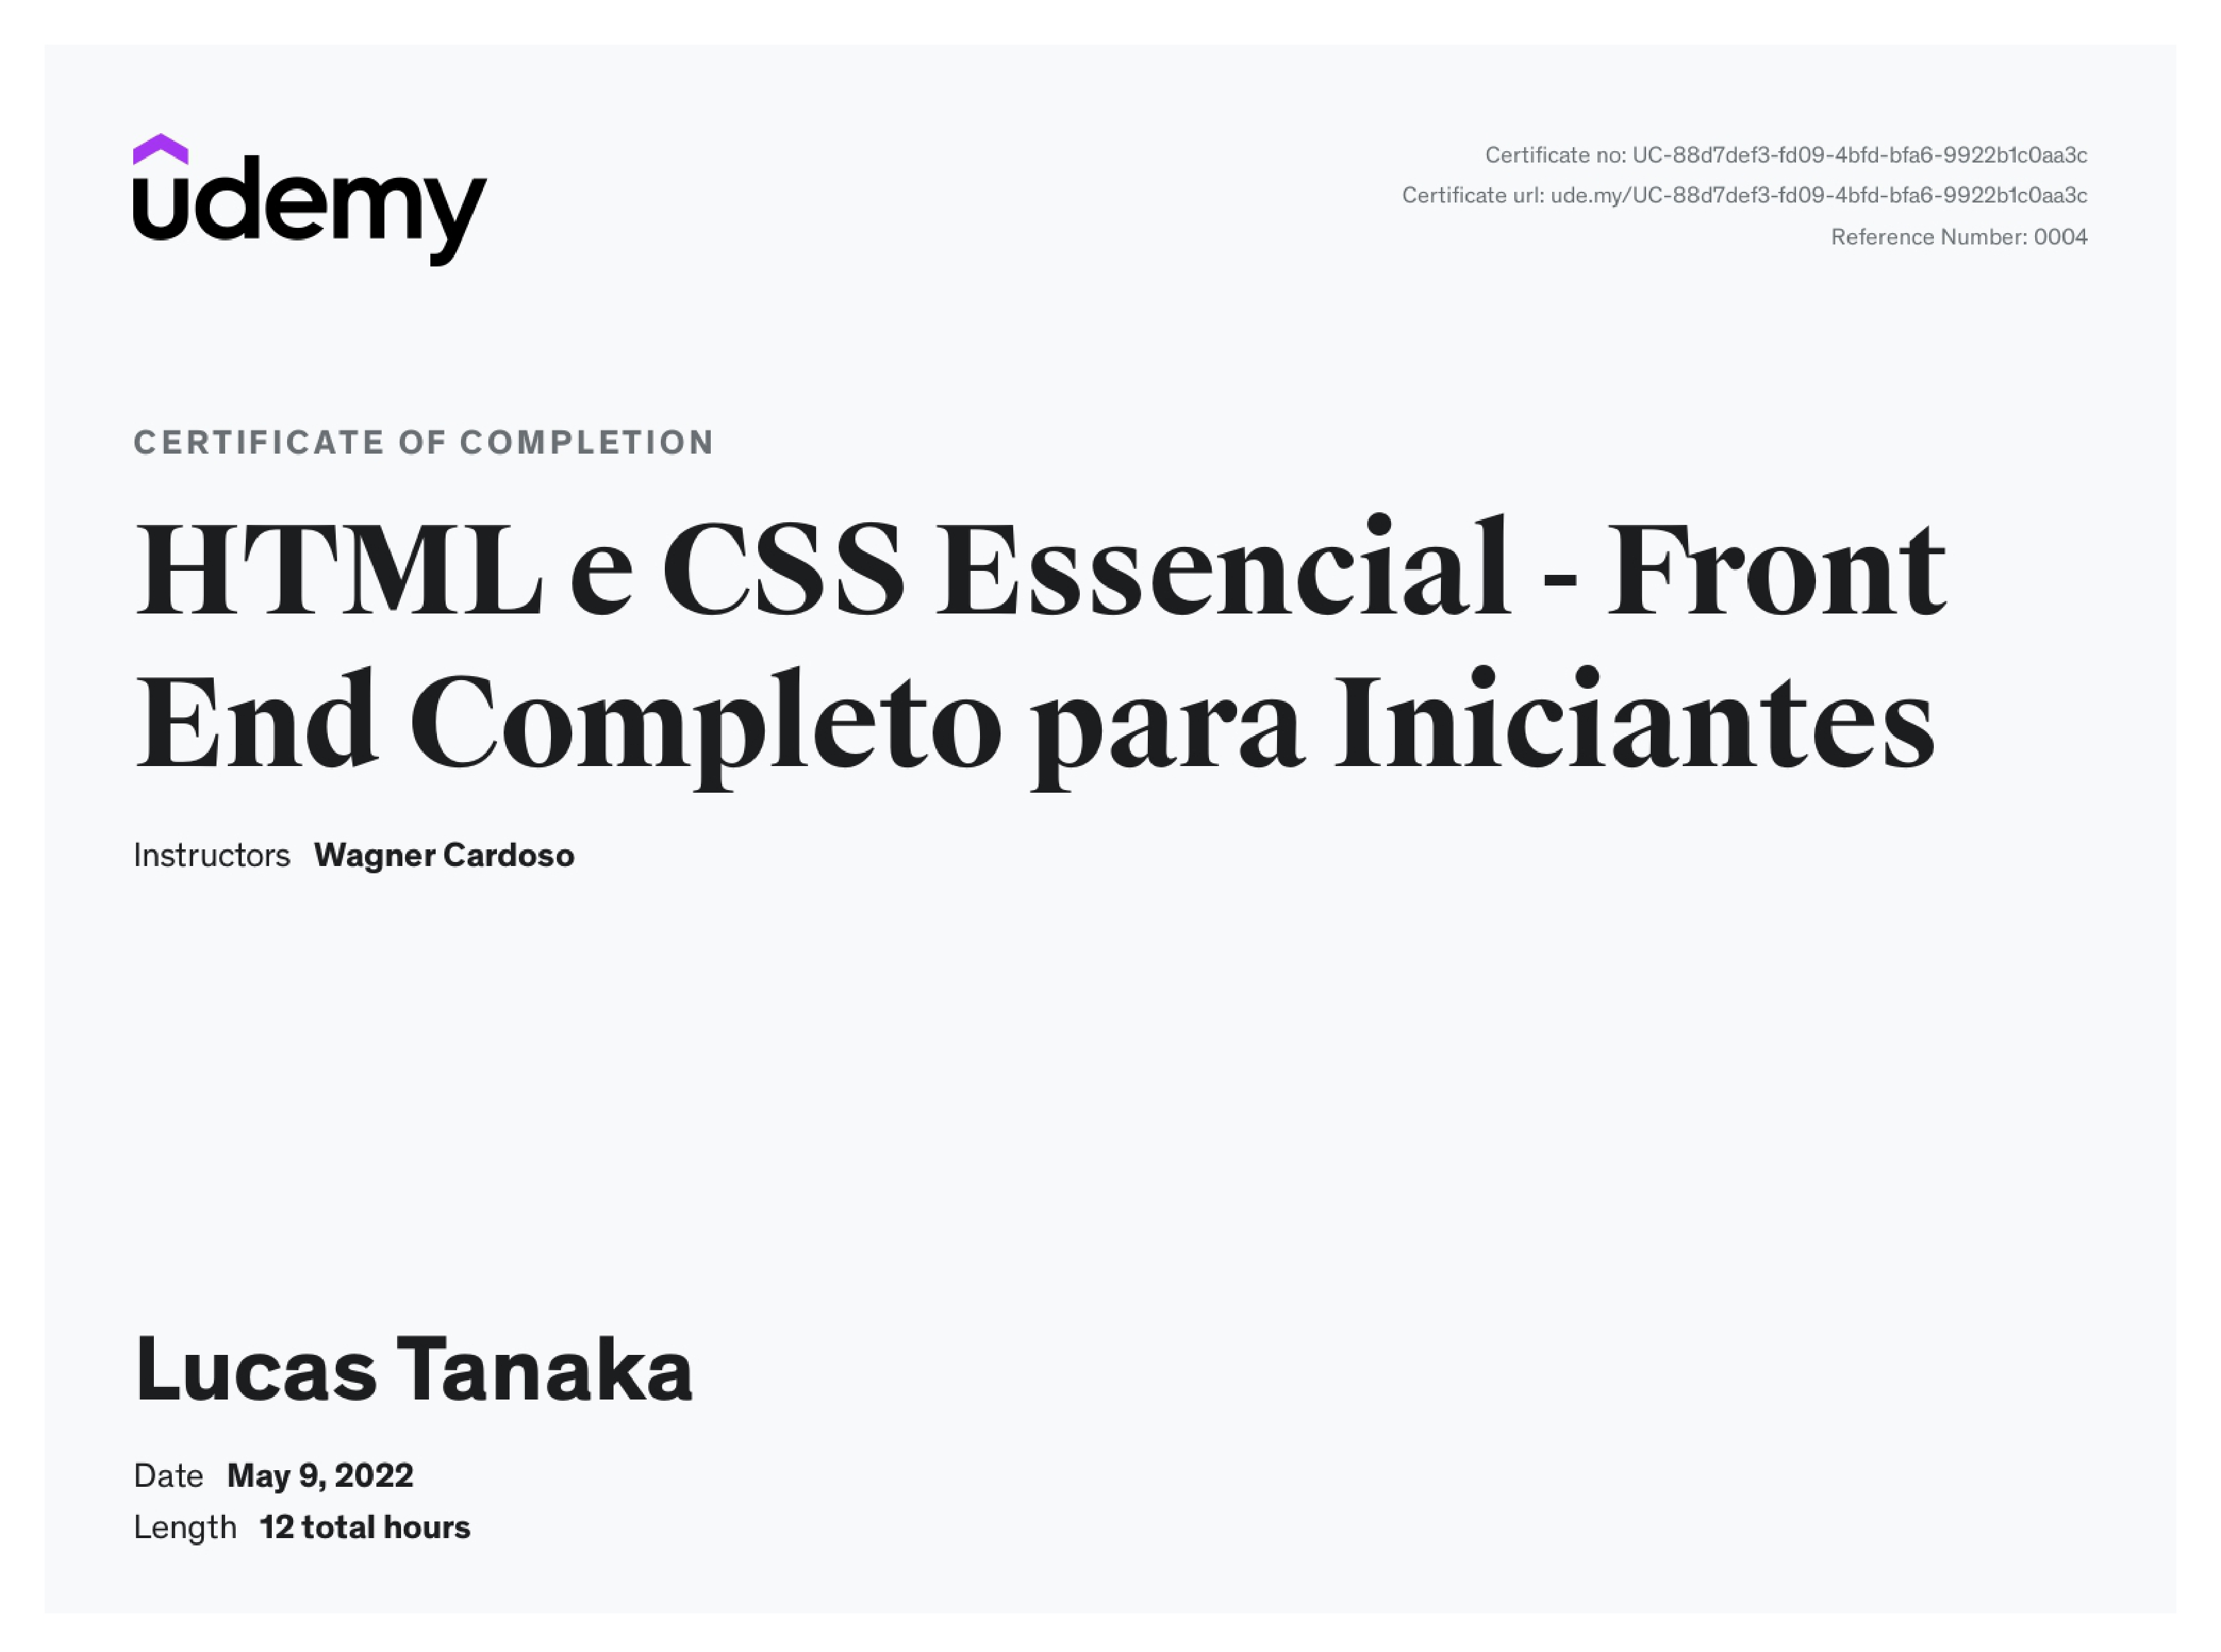 udemy
Certificate no: UC-88d7def3-fd09-4bfd-bfa6-9922b1c0aa3c
Certificate url: ude.my/UC-88d7def3-fd09-4bfd-bfa6-9922b1c0aa3c
Reference Number: 0004
CERTIFICATE OF COMPLETION
HTML e CSS Essencial - Front
End Completo para Iniciantes
Instructors Wagner Cardoso
Lucas Tanaka
Date May 9, 2022
Length 12 total hours